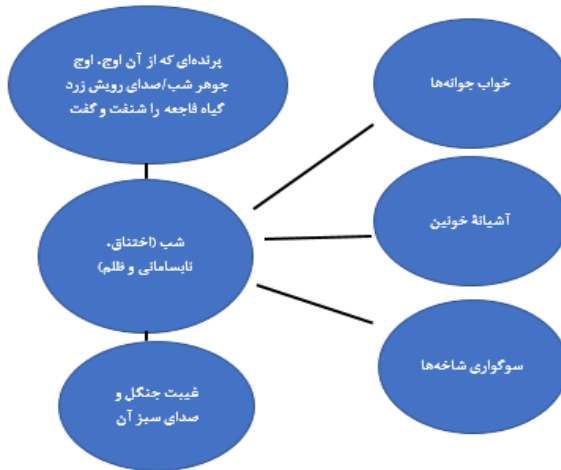 پرنده‌ای که از آن اوج، اوج
جوهر شب/صدای رویش زرد
گیاه فاجعه را شنفت و گفت
خواب جوانه‌ها
آشیانهٔ خونین
شب (اختناق،
نابسامانی و ظلم)
سوگواری شاخه‌ها
غیبت جنگل و
صدای سبز آن